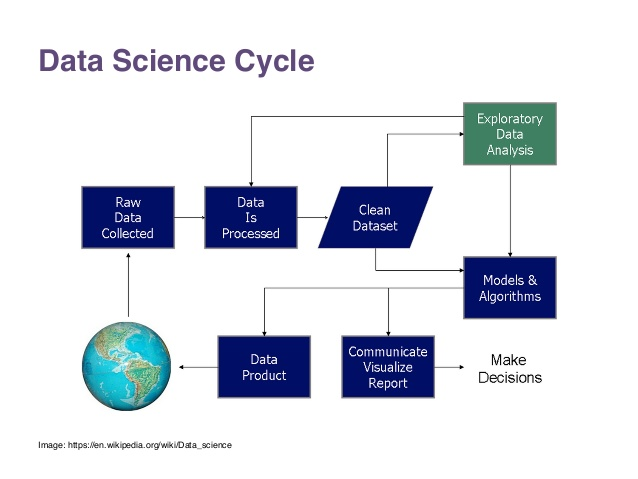 Data Science Cycle
Exploratory
Data
Analysis
Raw
Data
Collected
Data
Is
Processed
Clean
Dataset
Models &
Algorithms
Data
Product
Communicate
Visualize
Report
Make
Decisions
Image: https://en.wikipedia.org/wiki/Data_science